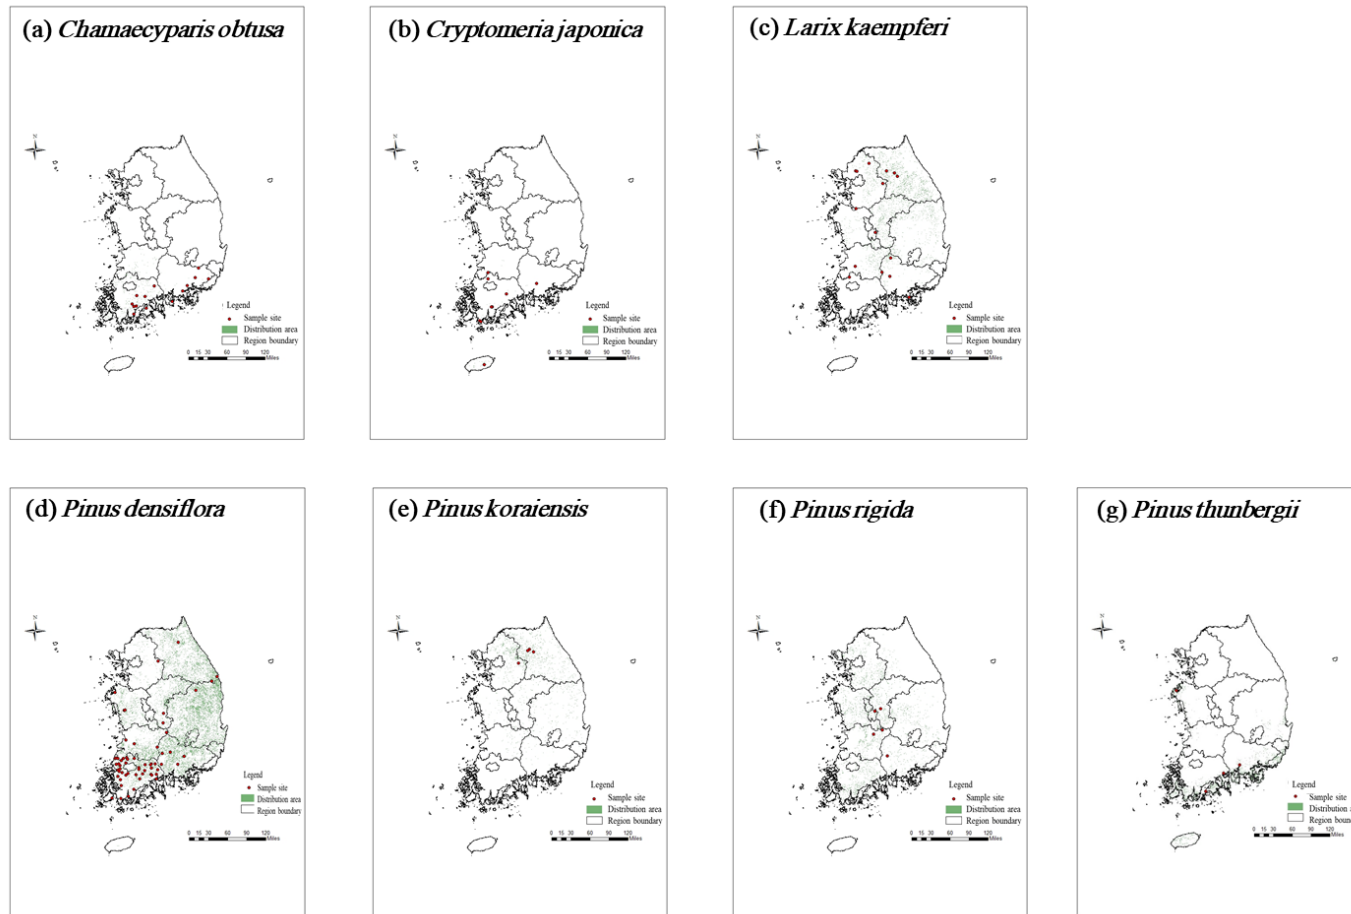 (a) Chamaecyparis obtusa
N
Legend
Sample site
Distribution area
Region boundary
0 15 30 60 90 120
Miles
(b) Cryptomeria japonica
N
Legend
Sample site
Distribution area
Region boundary
0 15 30 60 90 120
Miles
(c) Larix kaempferi
N
Legend
Sample site
Distribution area
Region boundary
0 15 30 60 90 120
Miles
(d) Pinus densiflora
N
Legend
Sample site
Distribution area
Region boundary
0 15 30 60 90 120
Miles
(e) Pinus koraiensis
N
Legend
Sample site
Distribution area
Region boundary
0 15 30 60 90 120
Miles
(f) Pinus rigida
N
Legend
Sample site
Distribution area
Region boundary
0 15 30 60 90 120
Miles
(g) Pinus thunbergii
N
Legend
Sample site
Distribution a
Region bound
0 15 30 60 90 120
Miles